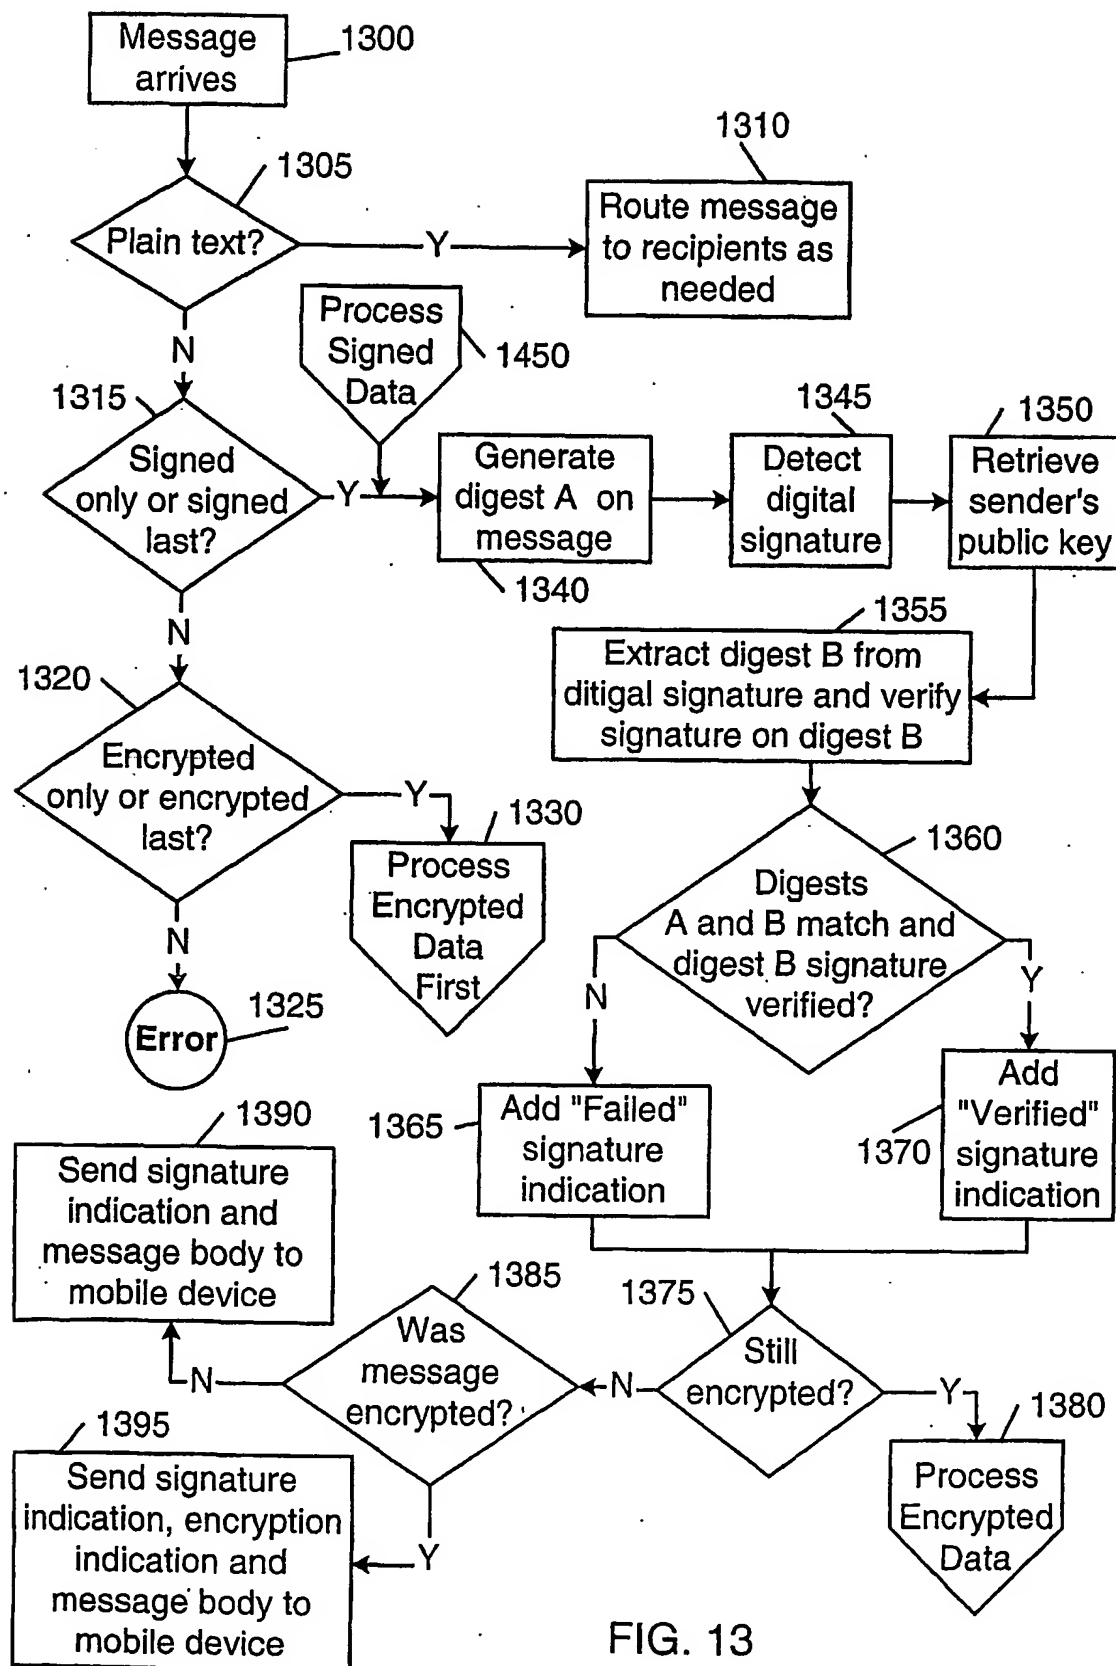 Message
arrives
1300
1305
Plain text?
Y
1310
Route message
to recipients as
needed
N
Process
Signed
Data
1450
1315
Signed
only or signed
last?
Y
Generate
digest A on
message
1340
1345
Detect
digital
signature
1350
Retrieve
sender's
public key
N
1355
Extract digest B from
ditigal signature and verify
signature on digest B
1320
Encrypted
only or encrypted
last?
Y
1330
Process
Encrypted
Data
First
1360
Digests
A and B match and
digest B signature
verified?
N
Y
N
Error
1325
1365
Add "Failed"
signature
indication
1370
Add
"Verified"
signature
indication
1390
Send signature
indication and
message body to
mobile device
1385
Was
message
encrypted?
N
1375
Still
encrypted?
N
Y
1380
Process
Encrypted
Data
1395
Send signature
indication, encryption
indication and
message body to
mobile device
Y
FIG. 13